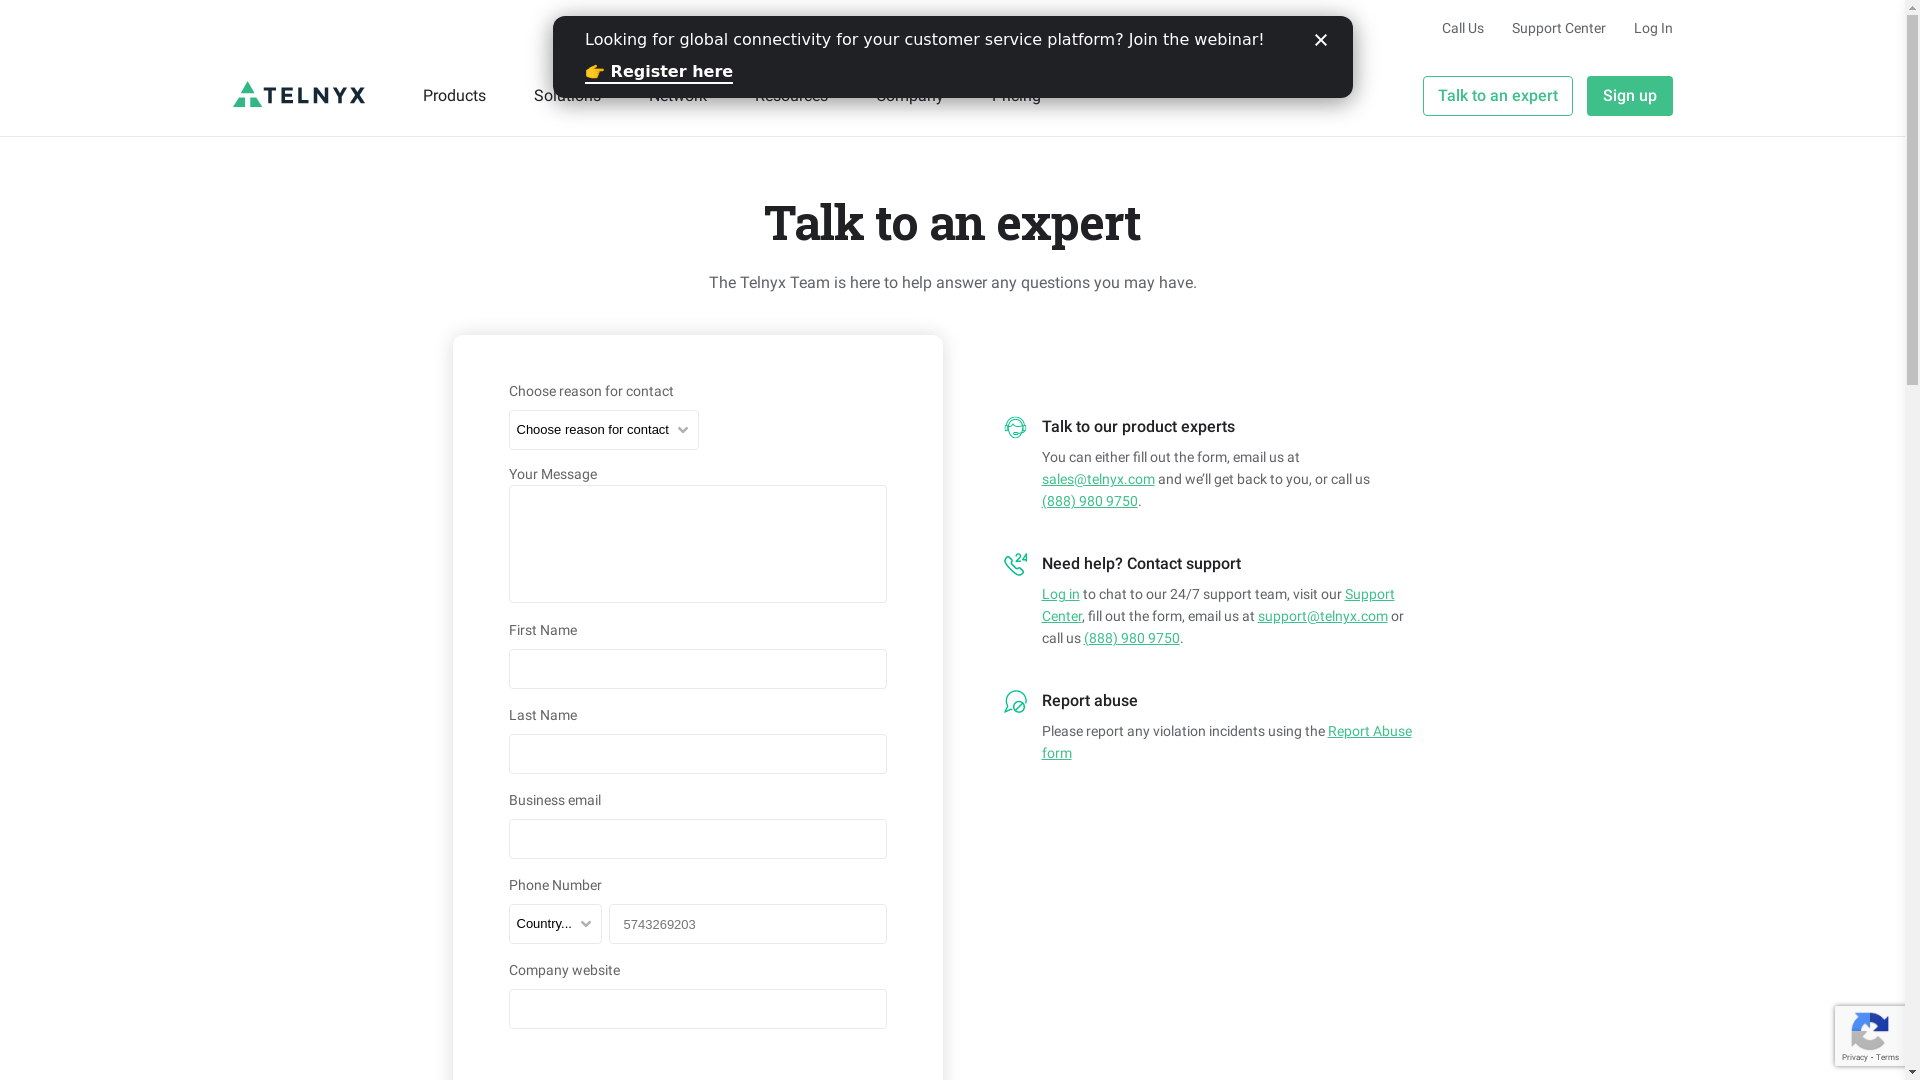 Looking for global connectivity for your customer service platform? Join the webinar!
👉 Register here
Call Us Support Center Log In
TELNYX
Products Solutions Network Resources Company Pricing
Talk to an expert
Sign up
Talk to an expert
The Telnyx Team is here to help answer any questions you may have.
Choose reason for contact
Choose reason for contact
Your Message
First Name
Last Name
Business email
Phone Number
Country...
5743269203
Company website
Talk to our product experts
You can either fill out the form, email us at
sales@telnyx.com and we’ll get back to you, or call us
(888) 980 9750.
24
Need help? Contact support
Log in to chat to our 24/7 support team, visit our Support
Center, fill out the form, email us at support@telnyx.com or
call us (888) 980 9750.
Report abuse
Please report any violation incidents using the Report Abuse
form
Privacy - Terms